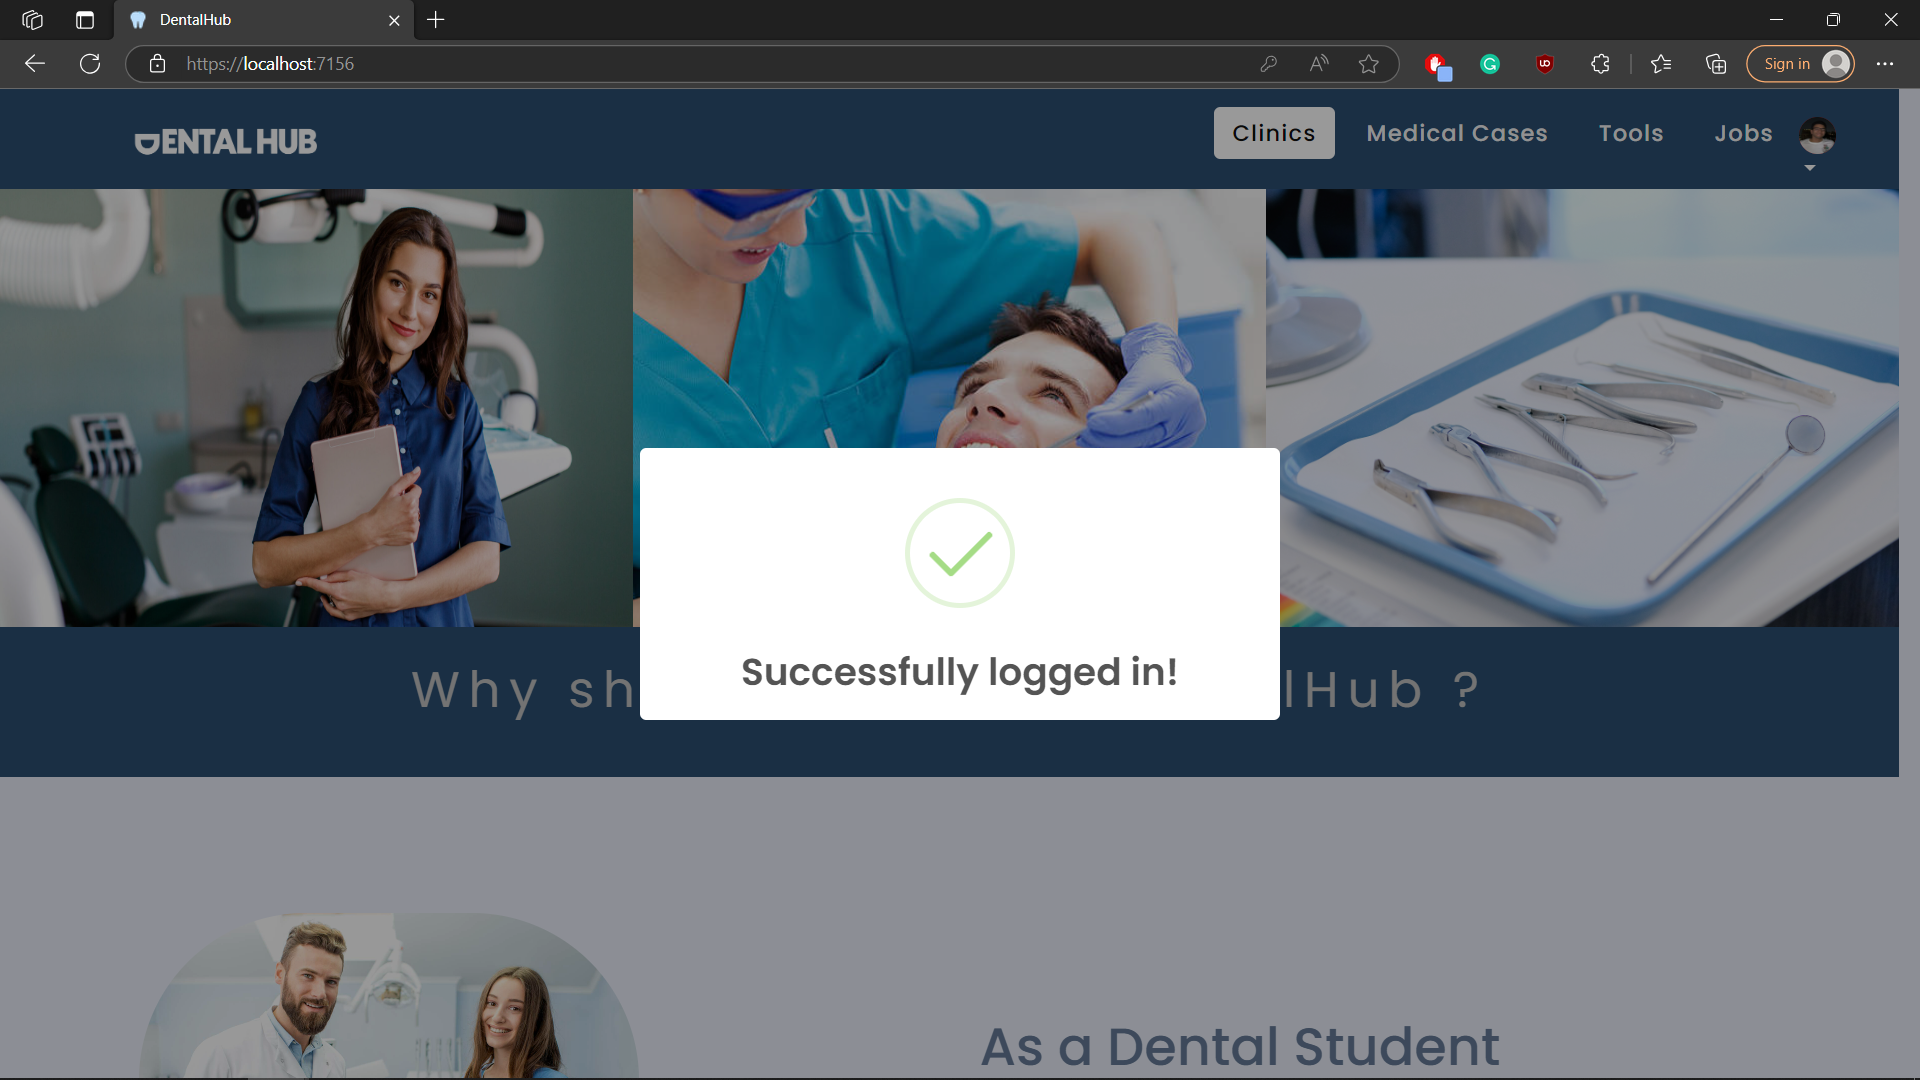 DentalHub
https://localhost:7156
Sign in
DENTAL HUB
Clinics
Medical Cases
Tools
Jobs
Successfully logged in!
Why sh
lHub ?
As a Dental Student